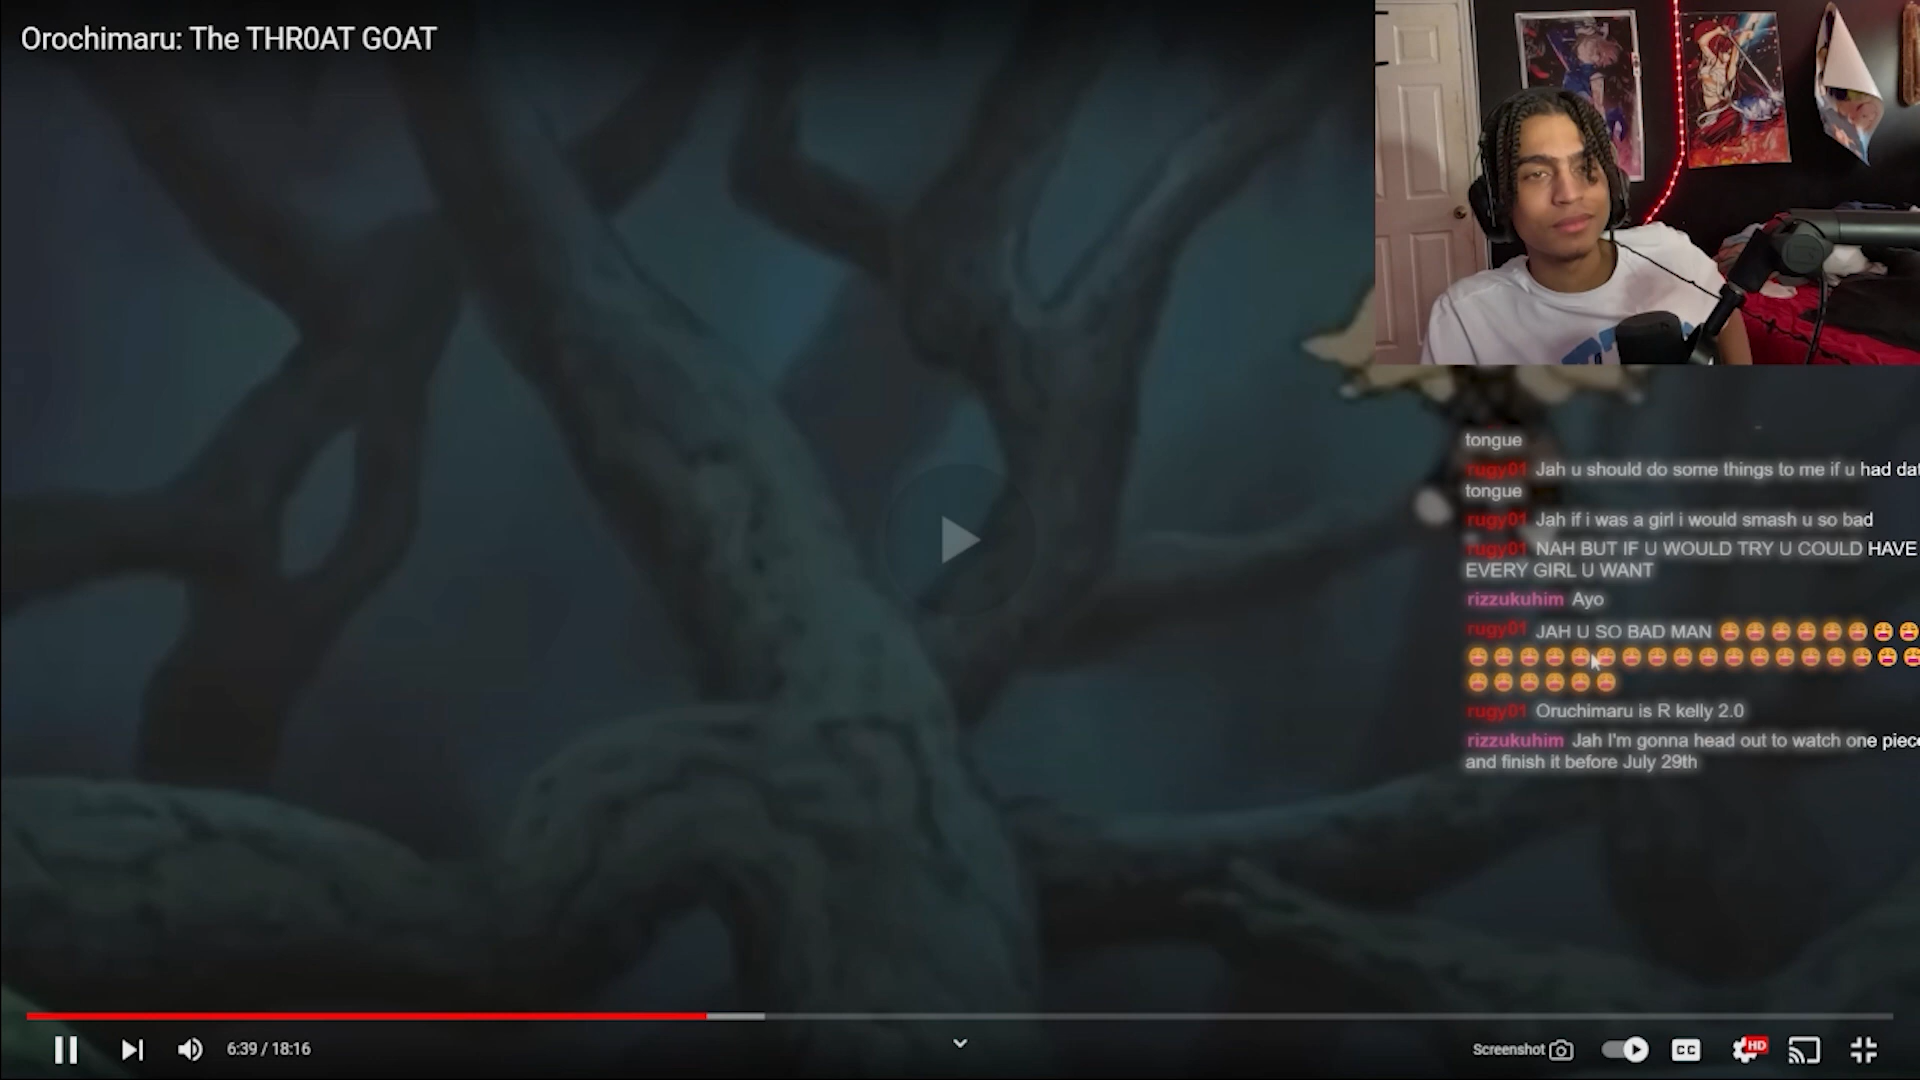 Orochimaru: The THR0AT GOAT
tongue
rugy01 Jah u should do some things to me if u had dat
tongue
rugy01 Jah if i was a girl i would smash u so bad
rugy01 NAH BUT IF U WOULD TRY U COULD HAVE
EVERY GIRL U WANT
rizzukuhim Ayo
rugy01 JAH U SO BAD MAN 😩😩😩😩😩😩😩😩
😩😩😩😩😩😩😩😩😩😩😩😩😩😩😩😩😩😩
😩😩😩😩😩😩
rugy01 Oruchimaru is R kelly 2.0
rizzukuhim Jah I'm gonna head out to watch one piece
and finish it before July 29th
6:39 / 18:16
Screenshot
CC
HD